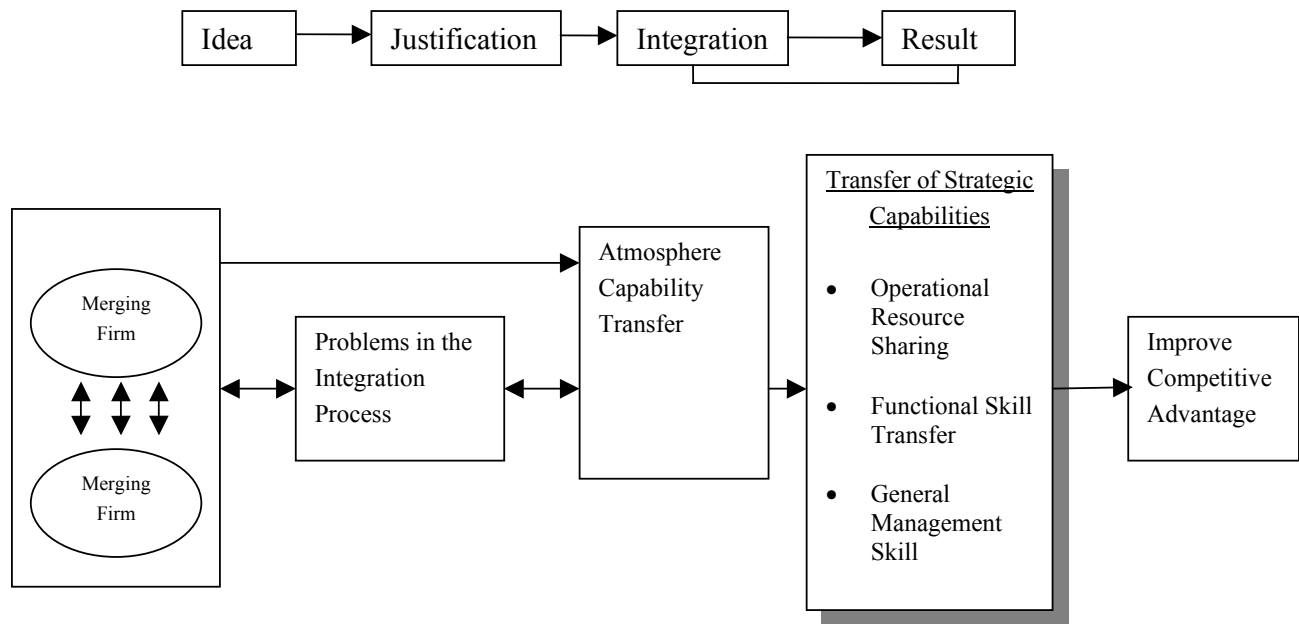 Idea
Justification
Integration
Result
Merging
Firm
Merging
Firm
Problems in the
Integration
Process
Atmosphere
Capability
Transfer
Transfer of Strategic
Capabilities
• Operational
Resource
Sharing
• Functional Skill
Transfer
• General
Management
Skill
Improve
Competitive
Advantage